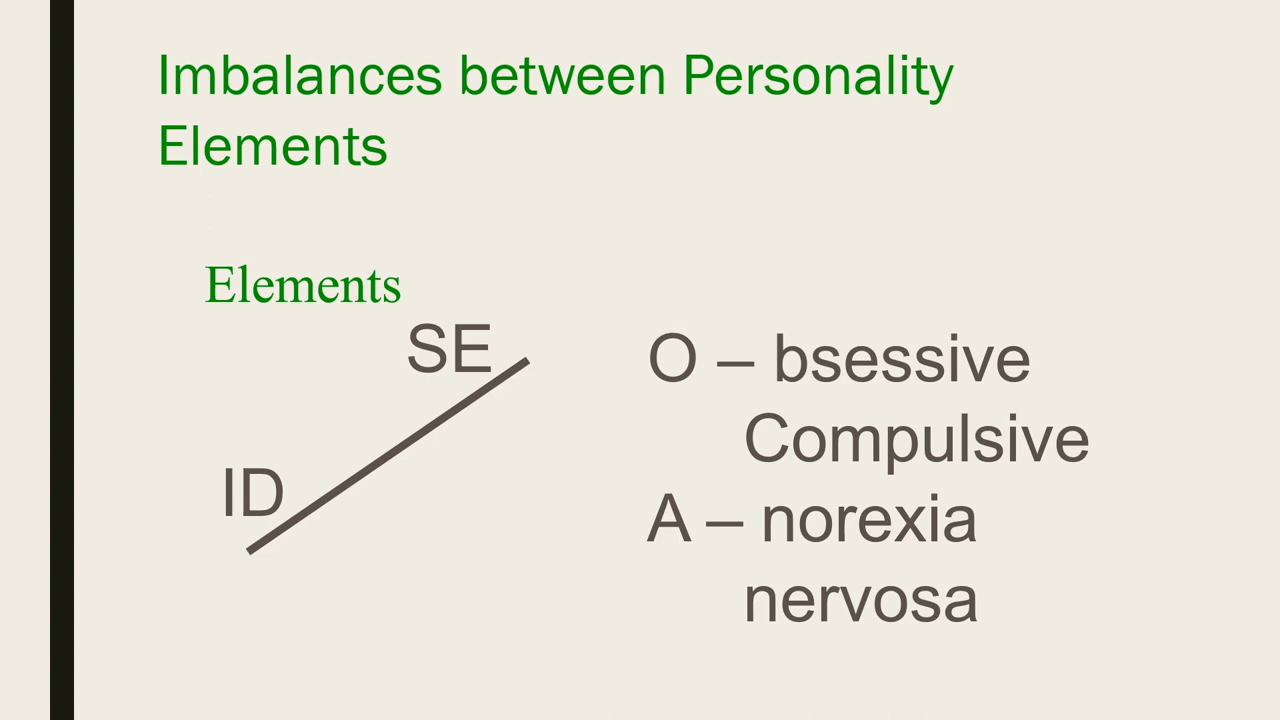 Imbalances between Personality
Elements
Elements
SE
ID
O – bsessive
Compulsive
A – norexia
nervosa